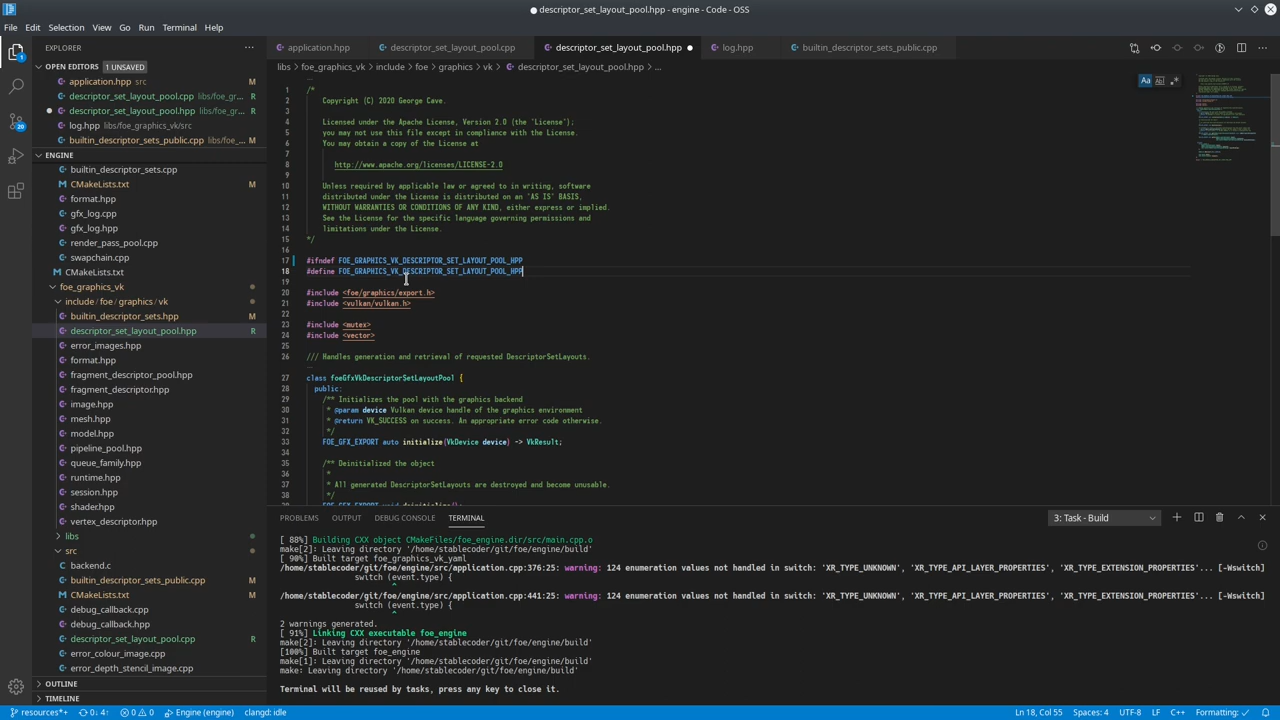 descriptor_set_layout_pool.hpp - engine - Code - OSS
File Edit Selection View Go Run Terminal Help
EXPLORER
application.hpp
descriptor_set_layout_pool.cpp
descriptor_set_layout_pool.hpp
log.hpp
builtin_descriptor_sets_public.cpp
OPEN EDITORS 1 UNSAVED
application.hpp src M
descriptor_set_layout_pool.cpp libs/foe_gr... R
descriptor_set_layout_pool.hpp libs/foe_gr... R
log.hpp libs/foe_graphics_vk/src
builtin_descriptor_sets_public.cpp libs/foe_... M
ENGINE
builtin_descriptor_sets.cpp
CMakeLists.txt M
format.hpp
gfx_log.cpp
gfx_log.hpp
render_pass_pool.cpp
swapchain.cpp
CMakeLists.txt
foe_graphics_vk
include / foe / graphics / vk
builtin_descriptor_sets.hpp M
descriptor_set_layout_pool.hpp R
error_images.hpp
format.hpp
fragment_descriptor_pool.hpp
fragment_descriptor.hpp
image.hpp
mesh.hpp
model.hpp
pipeline_pool.hpp
queue_family.hpp
runtime.hpp
session.hpp
shader.hpp
vertex_descriptor.hpp
libs
src
backend.c
builtin_descriptor_sets_public.cpp M
CMakeLists.txt M
debug_callback.cpp
debug_callback.hpp
descriptor_set_layout_pool.cpp R
error_colour_image.cpp
error_depth_stencil_image.cpp
OUTLINE
TIMELINE
libs > foe_graphics_vk > include > foe > graphics > vk > descriptor_set_layout_pool.hpp > ...
1 /*
2 Copyright (C) 2020 George Cave.
3
4 Licensed under the Apache License, Version 2.0 (the 'License');
5 you may not use this file except in compliance with the License.
6 You may obtain a copy of the License at
7
8 http://www.apache.org/licenses/LICENSE-2.0
9
10 Unless required by applicable law or agreed to in writing, software
11 distributed under the License is distributed on an 'AS IS' BASIS,
12 WITHOUT WARRANTIES OR CONDITIONS OF ANY KIND, either express or implied.
13 See the License for the specific language governing permissions and
14 limitations under the License.
15 */
16
17 #ifndef FOE_GRAPHICS_VK_DESCRIPTOR_SET_LAYOUT_POOL_HPP
18 #define FOE_GRAPHICS_VK_DESCRIPTOR_SET_LAYOUT_POOL_HPP
19
20 #include <foe/graphics/export.h>
21 #include <vulkan/vulkan.h>
22
23 #include <mutex>
24 #include <vector>
25
26 /// Handles generation and retrieval of requested DescriptorSetLayouts.
27 class foeGfxVkDescriptorSetLayoutPool {
28 public:
29 /** Initializes the pool with the graphics backend
30 * @param device Vulkan device handle of the graphics environment
31 * @return VK_SUCCESS on success. An appropriate error code otherwise.
32 */
33 FOE_GFX_EXPORT auto initialize(VkDevice device) -> VkResult;
34
35 /** Deinitialized the object
36 *
37 * All generated DescriptorSetLayouts are destroyed and become unusable.
38 */
39 FOE_GFX_EXPORT void deinitialize();
Aa
PROBLEMS OUTPUT DEBUG CONSOLE TERMINAL
3: Task - Build
[ 88%] Building CXX object CMakeFiles/foe_engine.dir/src/main.cpp.o
make[2]: Leaving directory '/home/stablecoder/git/foe/engine/build'
[ 90%] Built target foe_graphics_vk_yaml
/home/stablecoder/git/foe/engine/src/application.cpp:376:25: warning: 124 enumeration values not handled in switch: 'XR_TYPE_UNKNOWN', 'XR_TYPE_API_LAYER_PROPERTIES', 'XR_TYPE_EXTENSION_PROPERTIES'... [-Wswitch]
switch (event.type) {
^
/home/stablecoder/git/foe/engine/src/application.cpp:441:25: warning: 124 enumeration values not handled in switch: 'XR_TYPE_UNKNOWN', 'XR_TYPE_API_LAYER_PROPERTIES', 'XR_TYPE_EXTENSION_PROPERTIES'... [-Wswitch]
switch (event.type) {
^
2 warnings generated.
[ 91%] Linking CXX executable foe_engine
make[2]: Leaving directory '/home/stablecoder/git/foe/engine/build'
[100%] Built target foe_engine
make[1]: Leaving directory '/home/stablecoder/git/foe/engine/build'
make: Leaving directory '/home/stablecoder/git/foe/engine/build'
Terminal will be reused by tasks, press any key to close it.
1
20
resources*+ 0↓ 4↑ 0 0 Engine (engine) clangd: idle Ln 18, Col 55 Spaces: 4 UTF-8 LF C++ Formatting: ✓